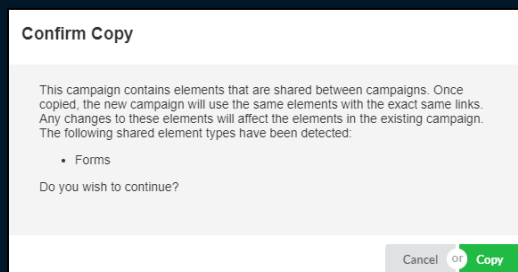 Confirm Copy
This campaign contains elements that are shared between campaigns. Once
copied, the new campaign will use the same elements with the exact same links.
Any changes to these elements will affect the elements in the existing campaign.
The following shared element types have been detected:
• Forms
Do you wish to continue?
Cancel or Copy